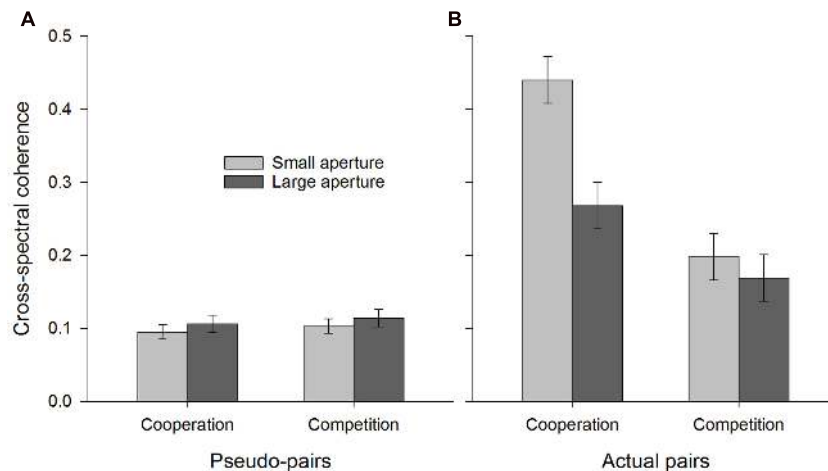 A
B
Cross-spectral coherence
0.5
0.4
0.3
0.2
0.1
0.0
Small aperture
Large aperture
Cooperation Competition
Pseudo-pairs
Cooperation Competition
Actual pairs